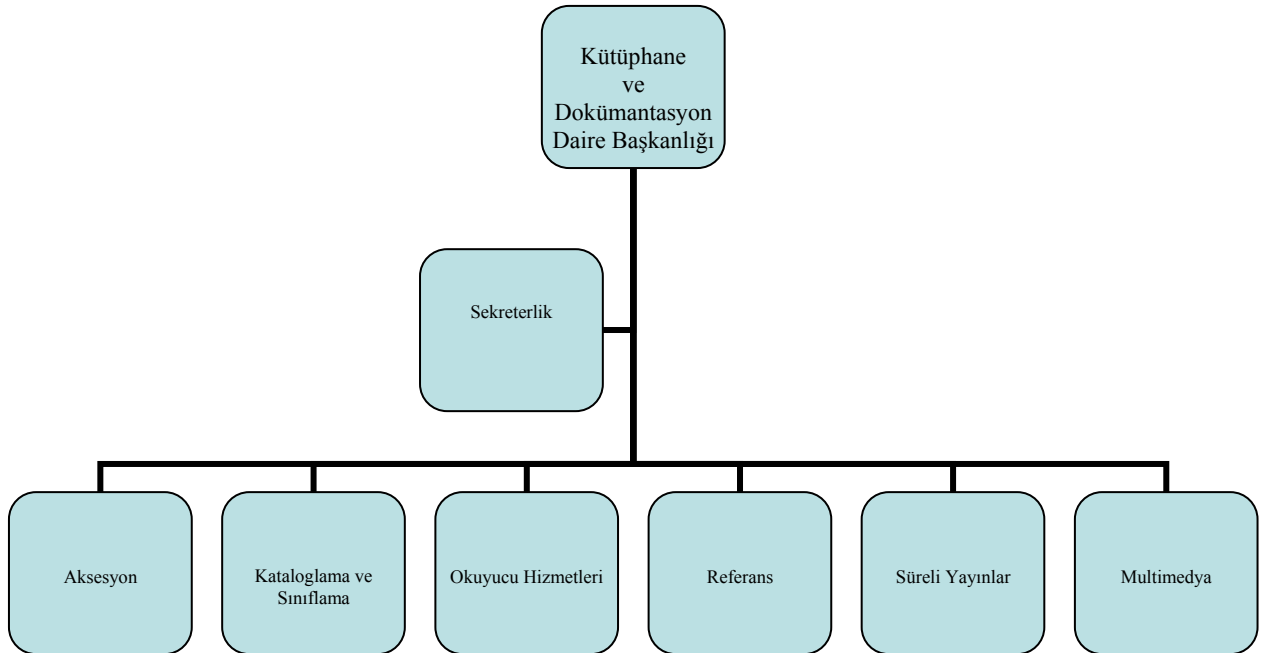 Kütüphane
ve
Dokümantasyon
Daire Başkanlığı
Sekreterlik
Aksesyon
Kataloglama ve
Sınıflama
Okuyucu Hizmetleri
Referans
Süreli Yayınlar
Multimedya